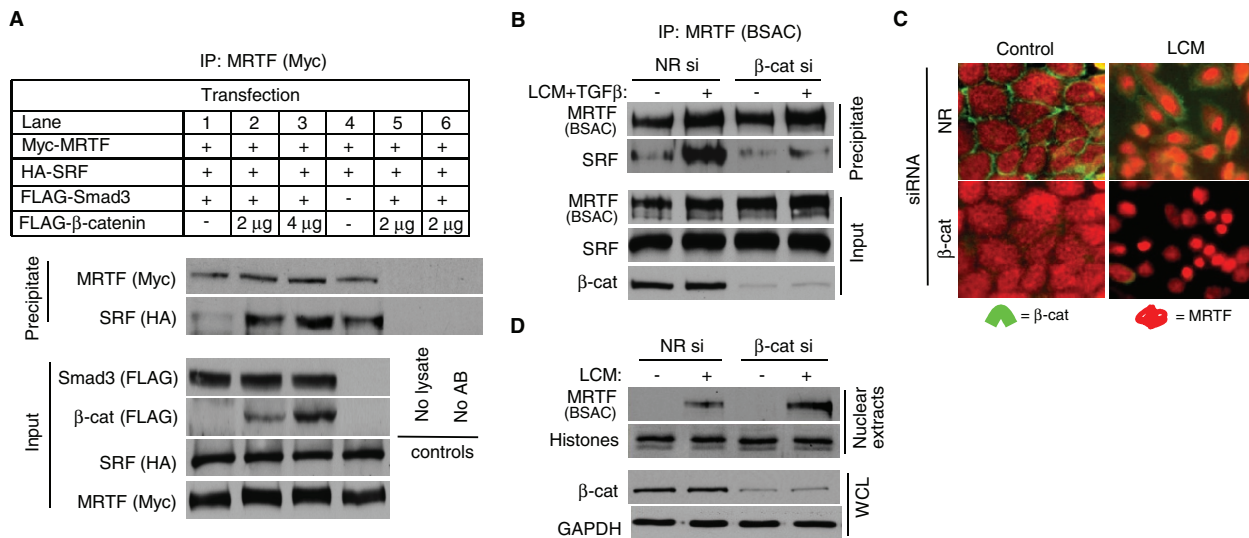 A
IP: MRTF (Myc)
Transfection
Lane 1 2 3 4 5 6
Myc-MRTF + + + + + +
HA-SRF + + + + + +
FLAG-Smad3 + + + - + +
FLAG-β-catenin - 2 µg 4 µg - 2 µg 2 µg
Precipitate
MRTF (Myc)
SRF (HA)
Input
Smad3 (FLAG)
β-cat (FLAG)
SRF (HA)
MRTF (Myc)
No lysate
No AB
controls
B
IP: MRTF (BSAC)
NR si β-cat si
LCM+TGFβ: - + - +
MRTF
(BSAC)
SRF
Precipitate
MRTF
(BSAC)
SRF
β-cat
Input
C
Control LCM
siRNA
NR
β-cat
= β-cat = MRTF
D
NR si β-cat si
LCM: - + - +
MRTF
(BSAC)
Histones
Nuclear
extracts
β-cat
GAPDH
WCL